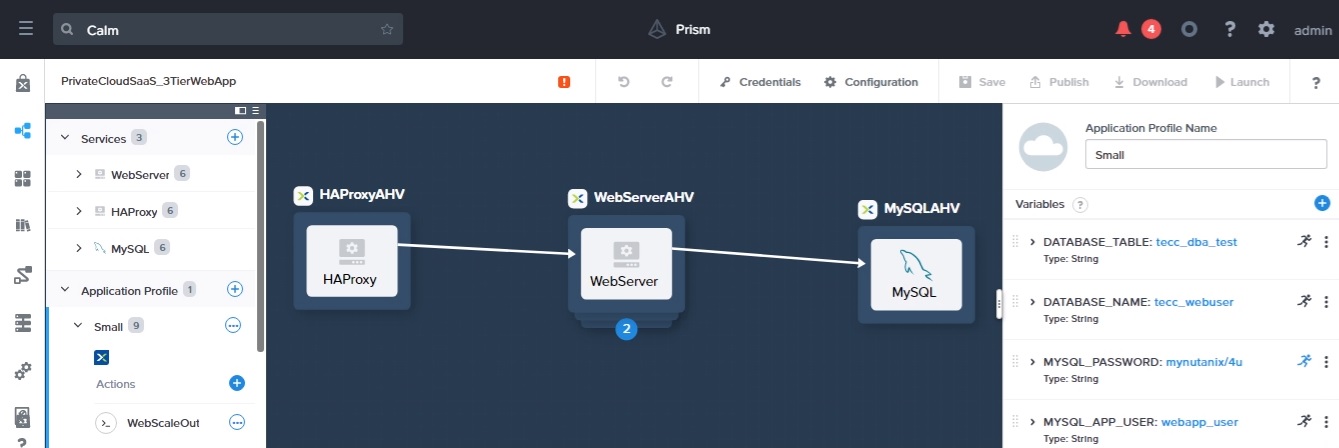 Calm
Prism
4
admin
PrivateCloudSaaS_3TierWebApp
!
Credentials
Configuration
Save
Publish
Download
Launch
?
Services 3
WebServer 6
HAProxy 6
MySQL 6
Application Profile 1
Small 9
Actions
WebScaleOut
HAProxyAHV
HAProxy
WebServerAHV
WebServer
2
MySQLAHV
MySQL
Application Profile Name
Small
Variables ?
DATABASE_TABLE: tecc_dba_test
Type: String
DATABASE_NAME: tecc_webuser
Type: String
MYSQL_PASSWORD: mynutanix/4u
Type: String
MYSQL_APP_USER: webapp_user
Type: String